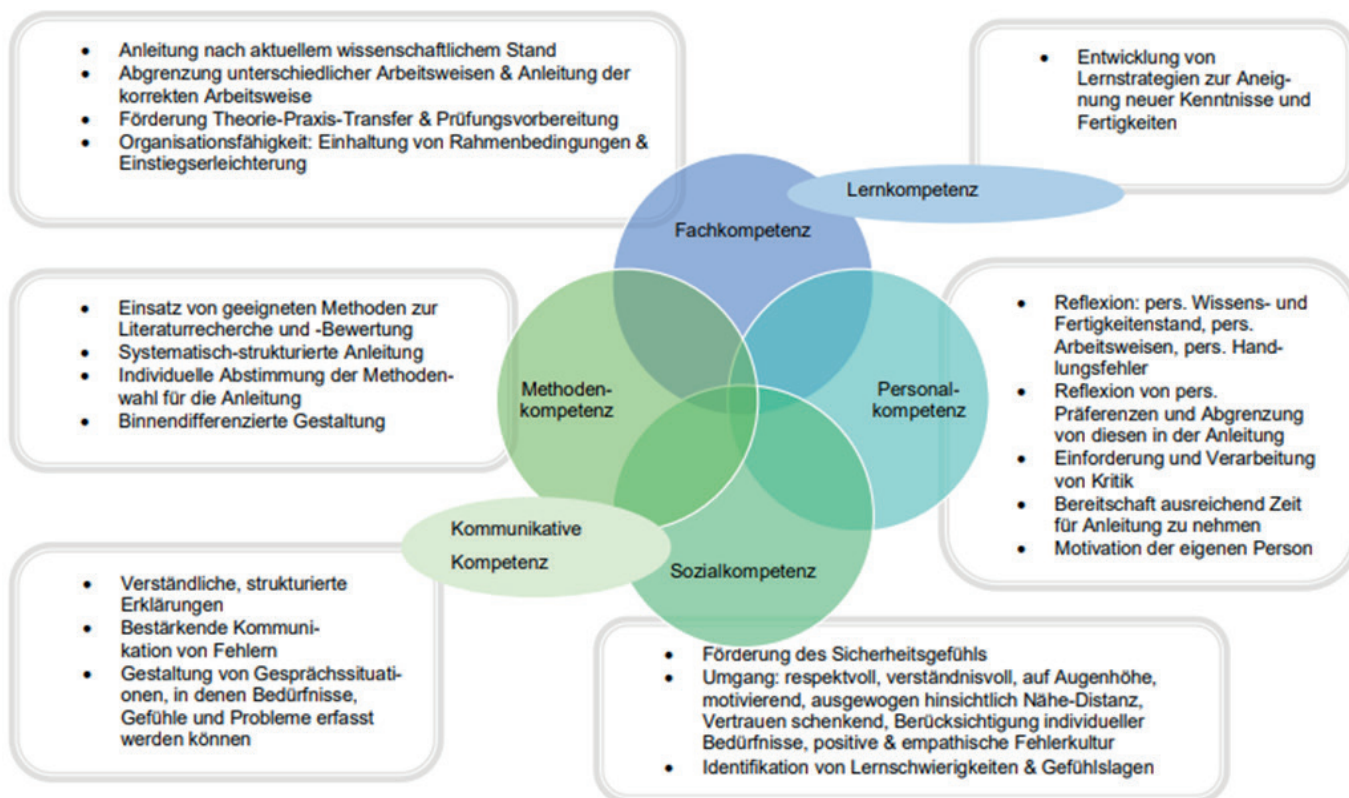 • Anleitung nach aktuellem wissenschaftlichem Stand
• Abgrenzung unterschiedlicher Arbeitsweisen & Anleitung der
korrekten Arbeitsweise
• Förderung Theorie-Praxis-Transfer & Prüfungsvorbereitung
• Organisationsfähigkeit: Einhaltung von Rahmenbedingungen &
Einstiegserleichterung
• Entwicklung von
Lernstrategien zur Aneig-
nung neuer Kenntnisse und
Fertigkeiten
Lernkompetenz
Fachkompetenz
• Einsatz von geeigneten Methoden zur
Literaturrecherche und -Bewertung
• Systematisch-strukturierte Anleitung
• Individuelle Abstimmung der Methoden-
wahl für die Anleitung
• Binnendifferenzierte Gestaltung
Methoden-
kompetenz
Personal-
kompetenz
• Reflexion: pers. Wissens- und
Fertigkeitenstand, pers.
Arbeitsweisen, pers. Hand-
lungsfehler
• Reflexion von pers.
Präferenzen und Abgrenzung
von diesen in der Anleitung
• Einforderung und Verarbeitung
von Kritik
• Bereitschaft ausreichend Zeit
für Anleitung zu nehmen
• Motivation der eigenen Person
Kommunikative
Kompetenz
Sozialkompetenz
• Verständliche, strukturierte
Erklärungen
• Bestärkende Kommuni-
kation von Fehlern
• Gestaltung von Gesprächssituati-
onen, in denen Bedürfnisse,
Gefühle und Probleme erfasst
werden können
• Förderung des Sicherheitsgefühls
• Umgang: respektvoll, verständnisvoll, auf Augenhöhe,
motivierend, ausgewogen hinsichtlich Nähe-Distanz,
Vertrauen schenkend, Berücksichtigung individueller
Bedürfnisse, positive & empathische Fehlerkultur
• Identifikation von Lernschwierigkeiten & Gefühlslagen